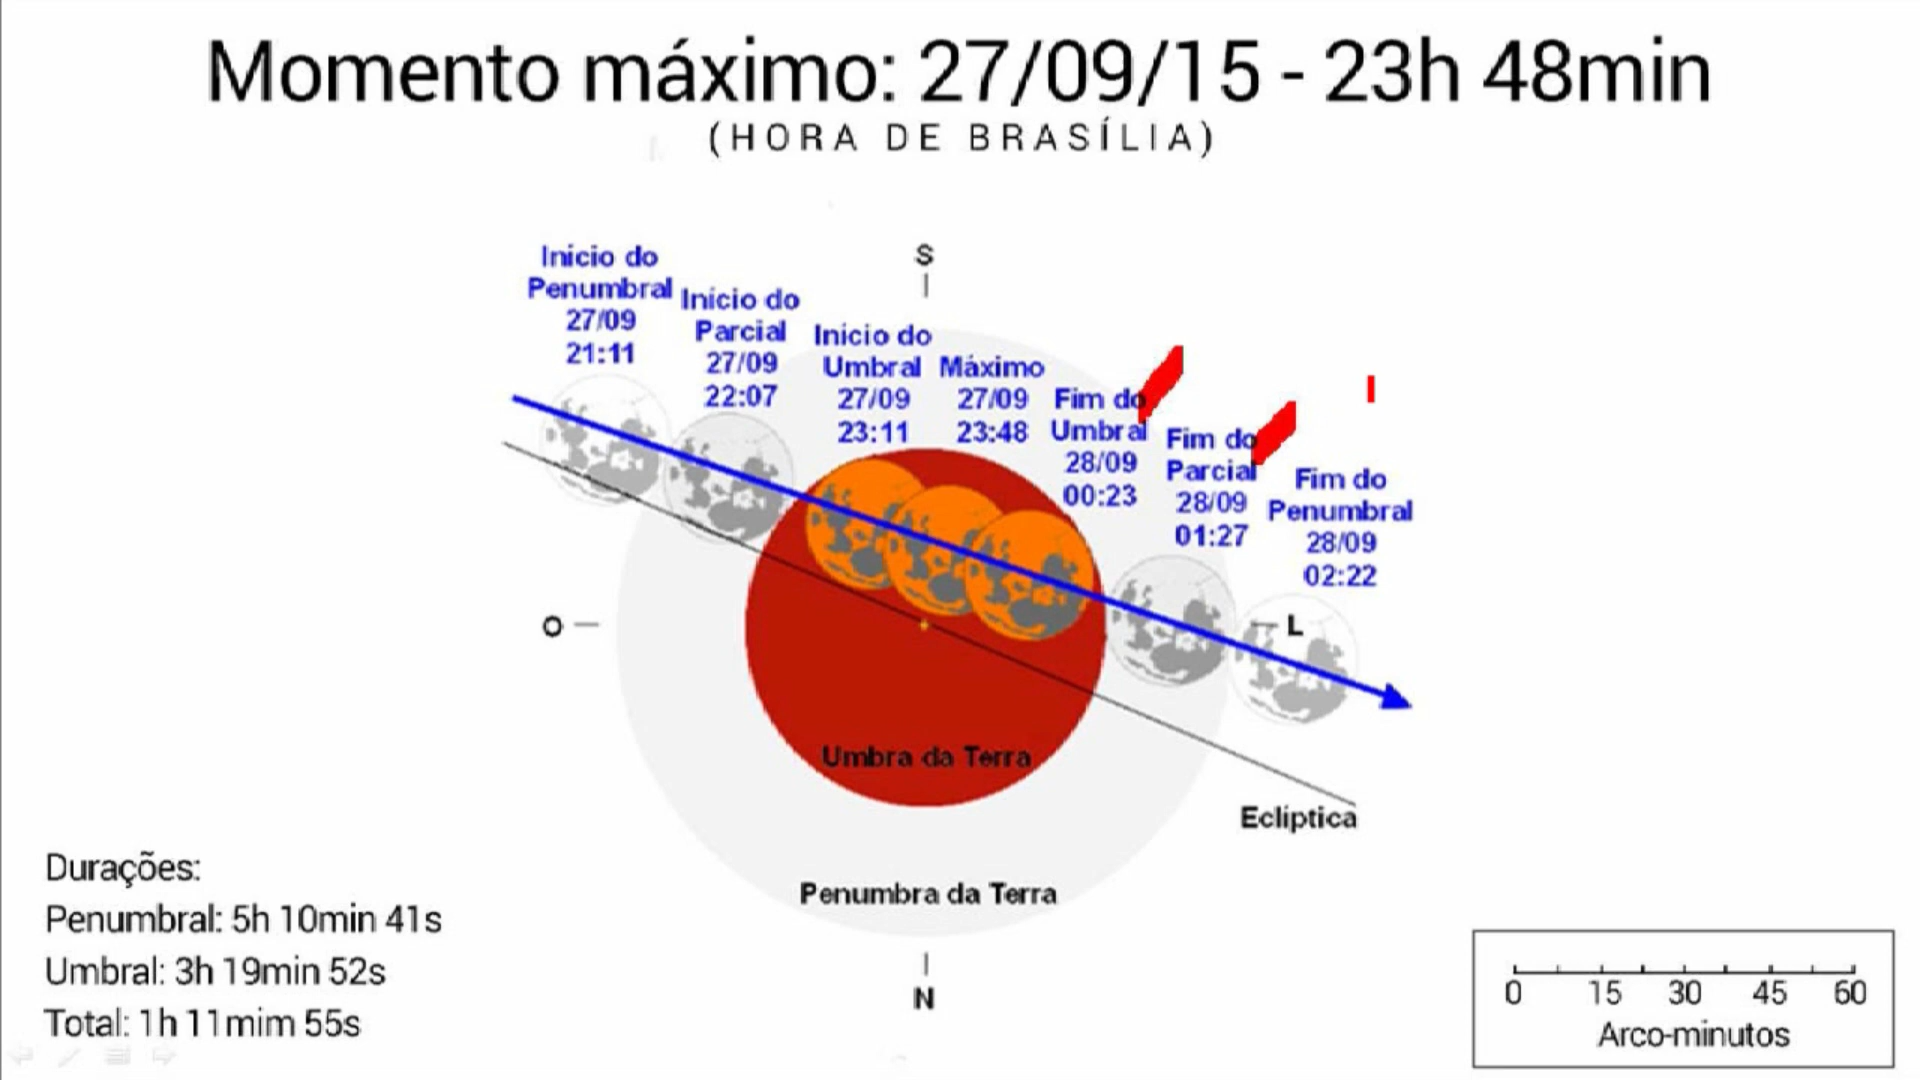 Momento máximo: 27/09/15 - 23h 48min
(HORA DE BRASÍLIA)
S
Inicio do
Penumbral
27/09
21:11
Início do
Parcial
27/09
22:07
Inicio do
Umbral
27/09
23:11
Máximo
27/09
23:48
Fim do
Umbral
28/09
00:23
Fim do
Parcial
28/09
01:27
Fim do
Penumbral
28/09
02:22
O
L
Umbra da Terra
Eclíptica
Penumbra da Terra
N
Durações:
Penumbral: 5h 10min 41s
Umbral: 3h 19min 52s
Total: 1h 11mim 55s
0 15 30 45 60
Arco-minutos